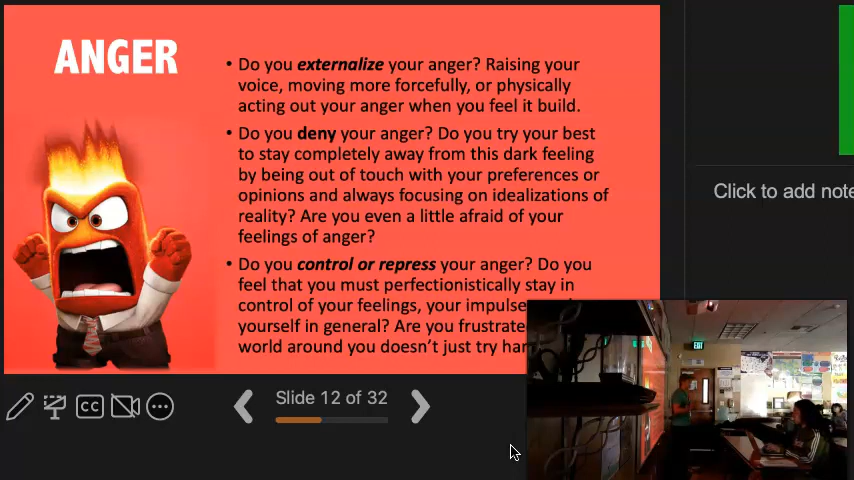 ANGER
• Do you externalize your anger? Raising your
voice, moving more forcefully, or physically
acting out your anger when you feel it build.
• Do you deny your anger? Do you try your best
to stay completely away from this dark feeling
by being out of touch with your preferences or
opinions and always focusing on idealizations of
reality? Are you even a little afraid of your
feelings of anger?
• Do you control or repress your anger? Do you
feel that you must perfectionistically stay in
control of your feelings, your
yourself in general? Are you
world around you doesn't just try
Click to add
CC
Slide 12 of 32
EXIT